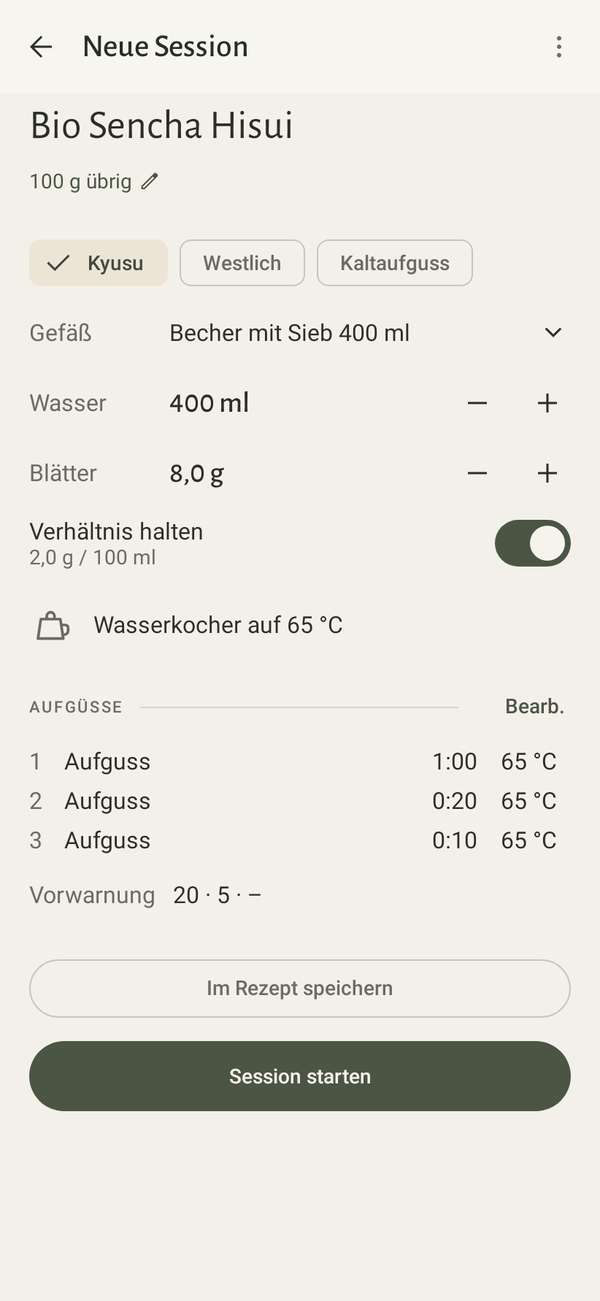 Neue Session
Bio Sencha Hisui
100 g übrig
Kyusu Westlich Kaltaufguss
Gefäß Becher mit Sieb 400 ml
Wasser 400 ml
Blätter 8,0 g
Verhältnis halten
2,0 g / 100 ml
Wasserkocher auf 65 °C
AUFGÜSSE Bearb.
1 Aufguss 1:00 65 °C
2 Aufguss 0:20 65 °C
3 Aufguss 0:10 65 °C
Vorwarnung 20 · 5 · –
Im Rezept speichern
Session starten